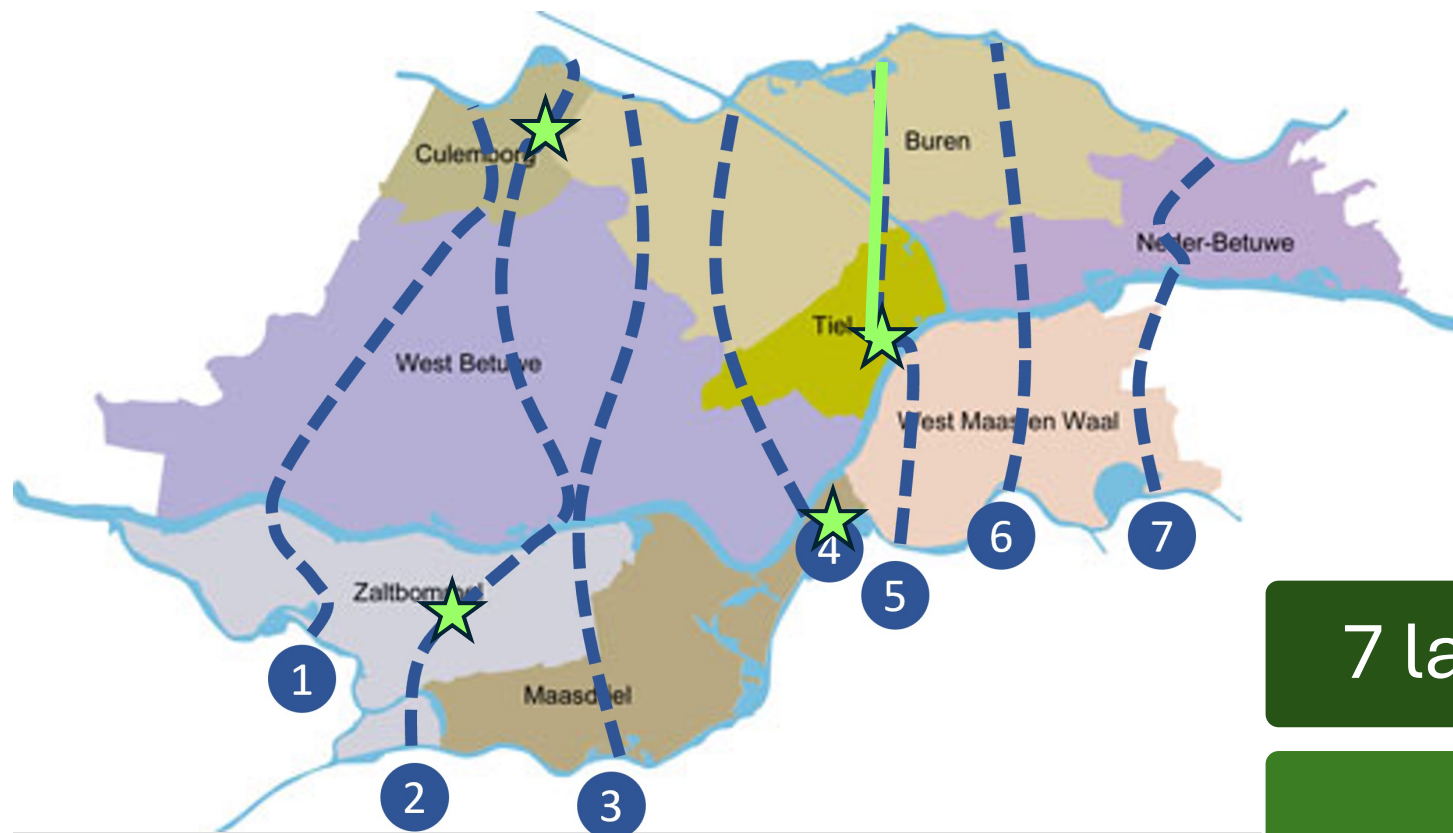 Culemborg
Buren
Neder-Betuwe
Tiel
West Betuwe
West Maas en Waal
Zaltbommel
Maasdriel
1
2
3
4
5
6
7
7 la